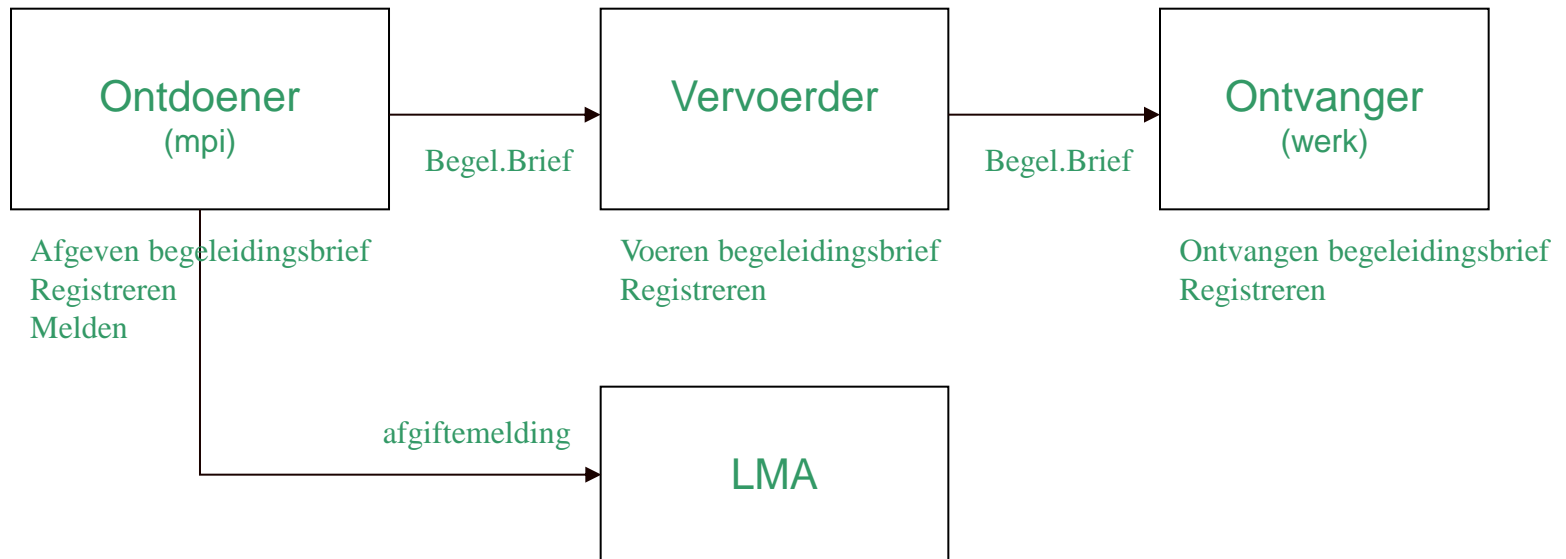 Ontdoener
(mpi)
Vervoerder
Ontvanger
(werk)
Begel.Brief
Begel.Brief
Afgeven begeleidingsbrief
Registreren
Melden
Voeren begeleidingsbrief
Registreren
Ontvangen begeleidingsbrief
Registreren
afgiftemelding
LMA